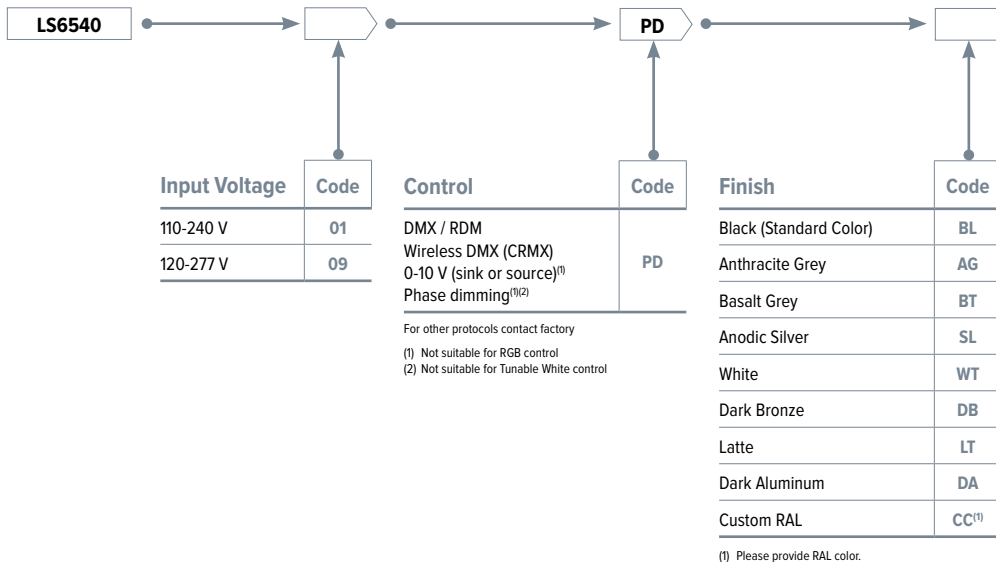 LS6540
PD
Input Voltage Code
110-240 V 01
120-277 V 09
Control Code
DMX / RDM
Wireless DMX (CRMX)
0-10 V (sink or source)(1)
Phase dimming(1)(2)
PD
For other protocols contact factory
(1) Not suitable for RGB control
(2) Not suitable for Tunable White control
Finish Code
Black (Standard Color) BL
Anthracite Grey AG
Basalt Grey BT
Anodic Silver SL
White WT
Dark Bronze DB
Latte LT
Dark Aluminum DA
Custom RAL CC(1)
(1) Please provide RAL color.